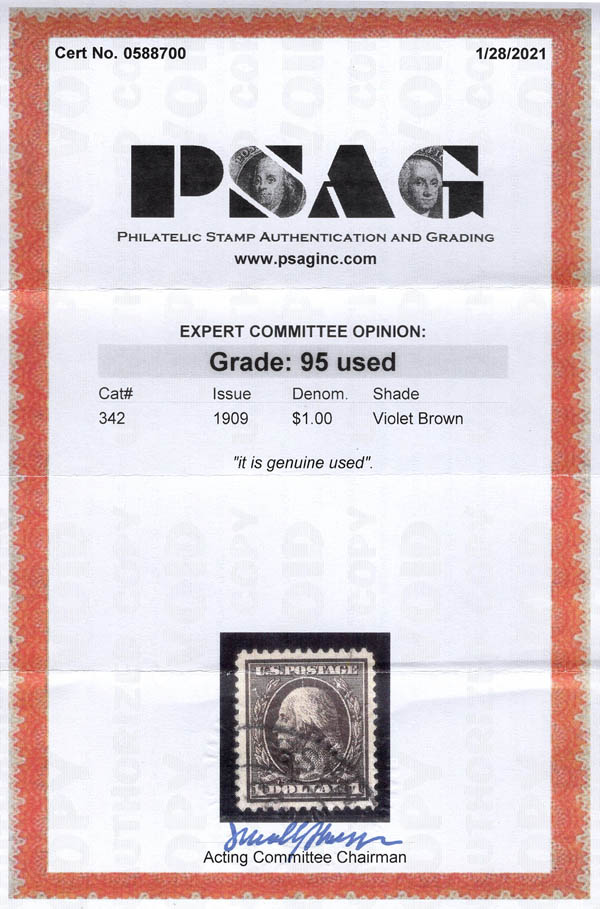 Cert No. 0588700 1/28/2021
PSAG
PHILATELIC STAMP AUTHENTICATION AND GRADING
www.psaginc.com
EXPERT COMMITTEE OPINION:
Grade: 95 used
Cat# Issue Denom. Shade
342 1909 $1.00 Violet Brown
"it is genuine used".
U.S.POSTAGE
1 DOLLAR 1
Acting Committee Chairman